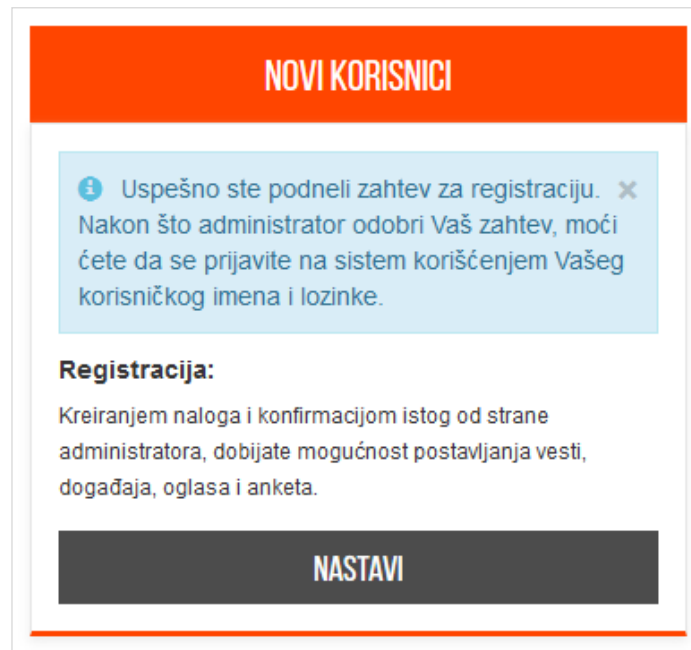 NOVI KORISNICI
Uspešno ste podneli zahtev za registraciju. ×
Nakon što administrator odobri Vaš zahtev, moći
ćete da se prijavite na sistem korišćenjem Vašeg
korisničkog imena i lozinke.
Registracija:
Kreiranjem naloga i konfirmacijom istog od strane
administratora, dobijate mogućnost postavljanja vesti,
događaja, oglasa i anketa.
NASTAVI